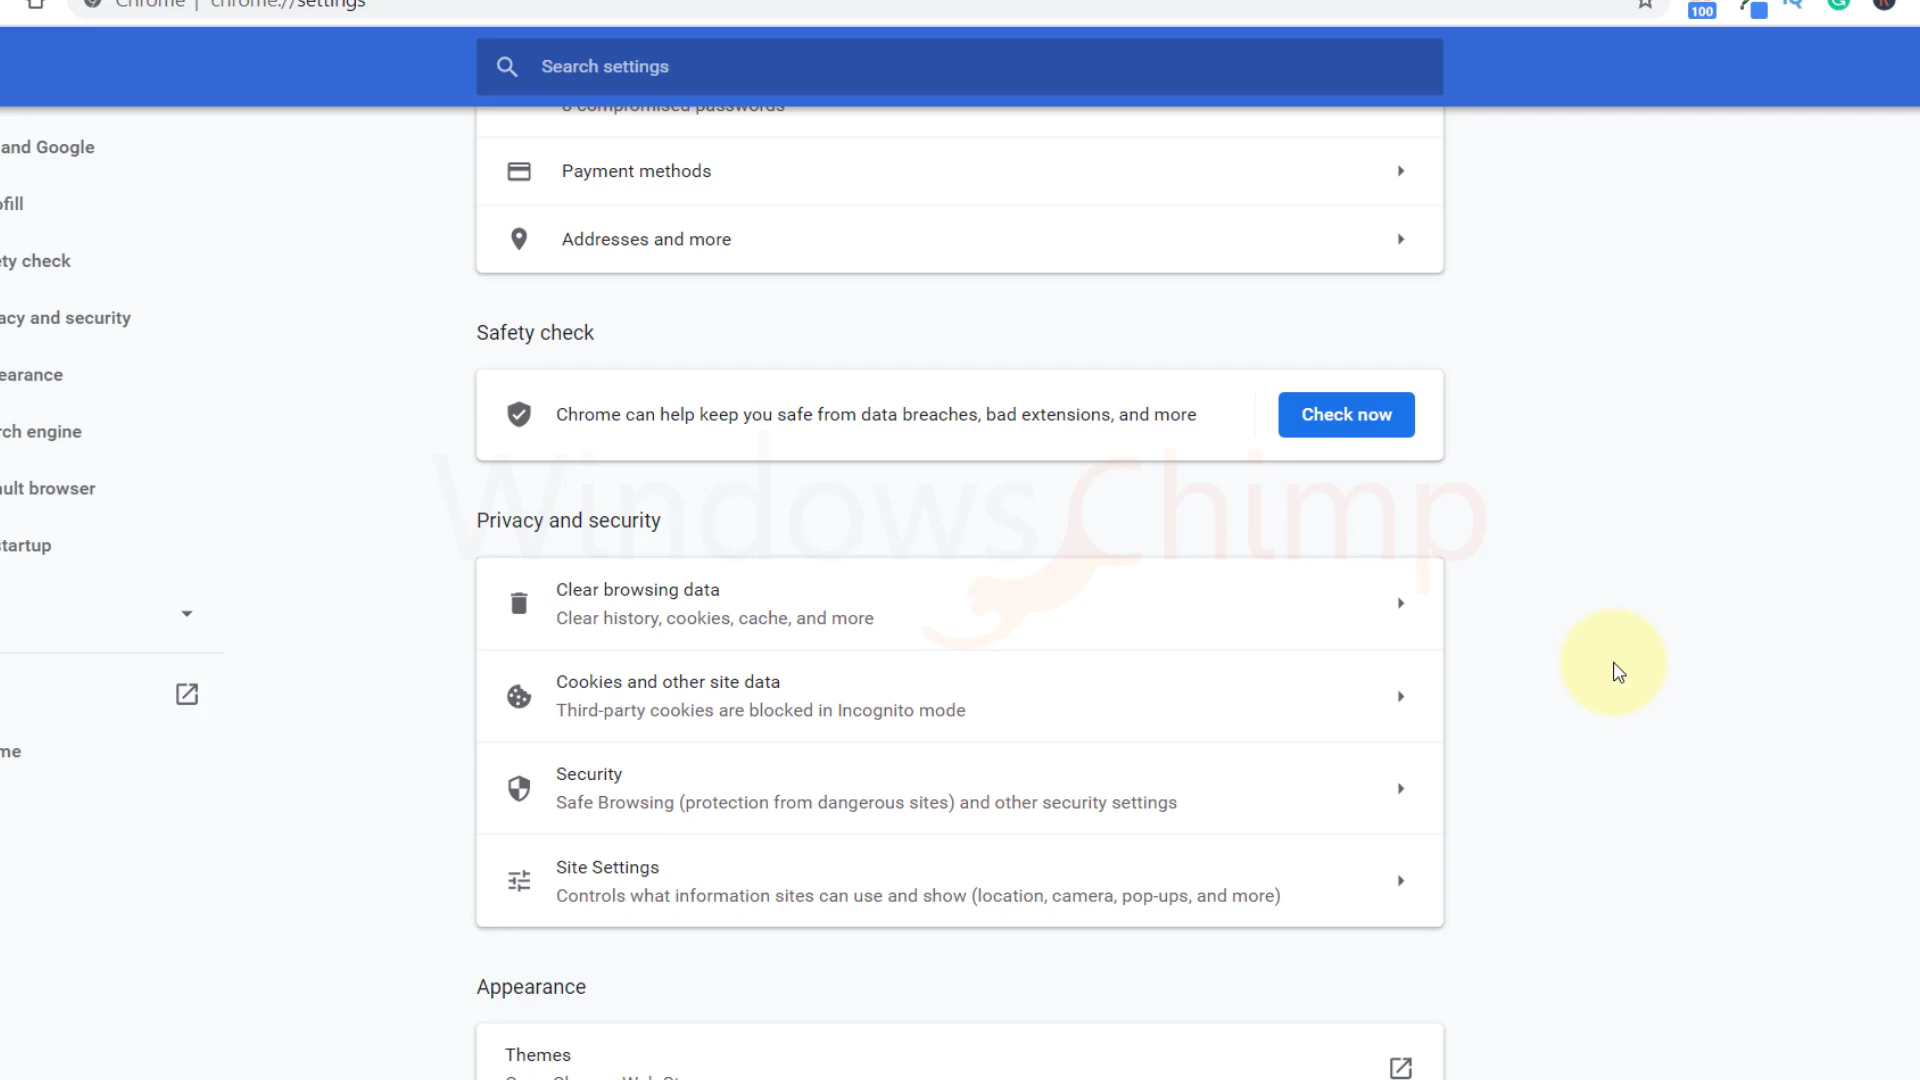 Chrome | chrome://settings
100
Search settings
8 compromised passwords
and Google
Payment methods
ofill
Addresses and more
ety check
acy and security
Safety check
earance
Chrome can help keep you safe from data breaches, bad extensions, and more
Check now
rch engine
ault browser
WindowsChimp
Privacy and security
startup
Clear browsing data
Clear history, cookies, cache, and more
Cookies and other site data
Third-party cookies are blocked in Incognito mode
me
Security
Safe Browsing (protection from dangerous sites) and other security settings
Site Settings
Controls what information sites can use and show (location, camera, pop-ups, and more)
Appearance
Themes